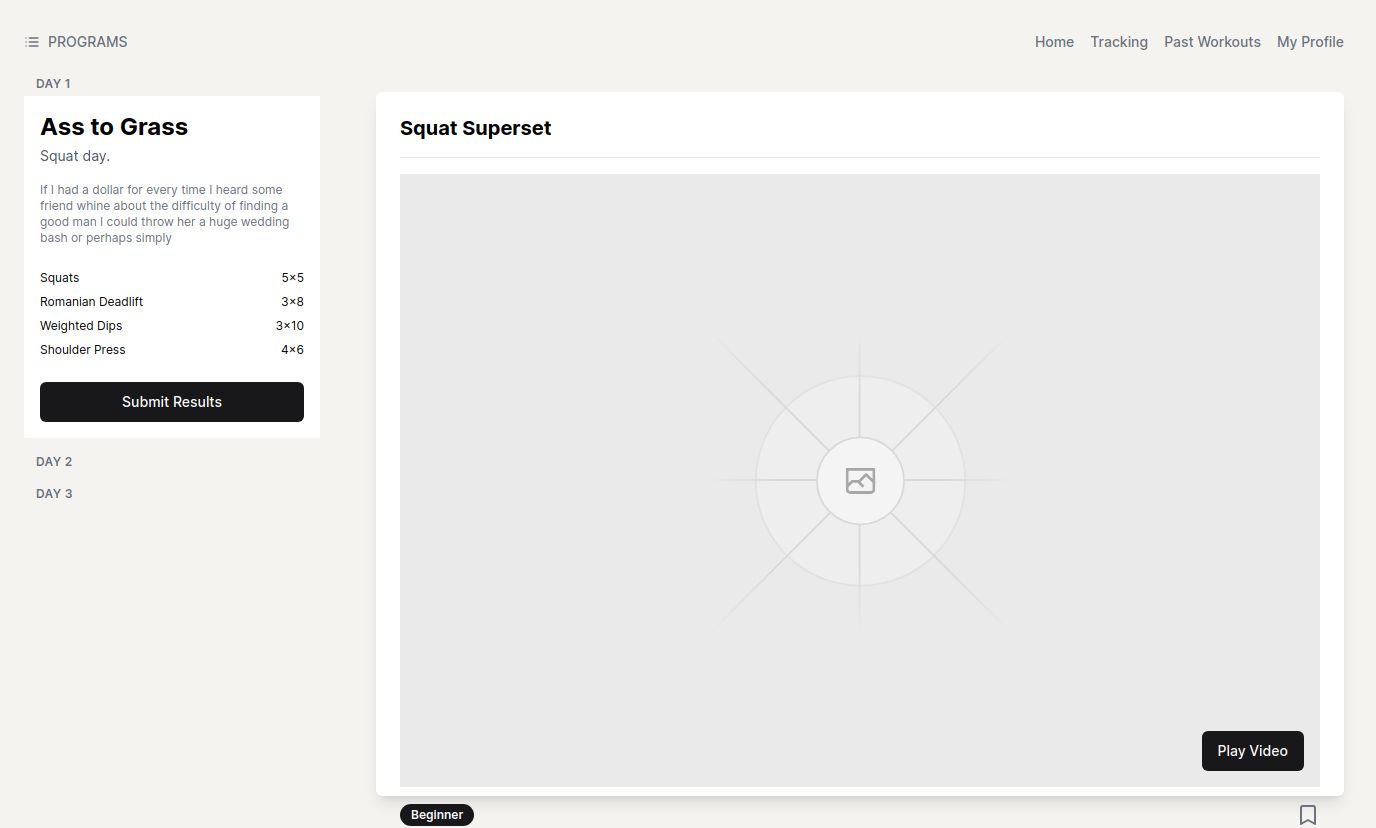 PROGRAMS
Home Tracking Past Workouts My Profile
DAY 1
Ass to Grass
Squat day.
If I had a dollar for every time I heard some
friend whine about the difficulty of finding a
good man I could throw her a huge wedding
bash or perhaps simply
Squats 5×5
Romanian Deadlift 3×8
Weighted Dips 3×10
Shoulder Press 4×6
Submit Results
DAY 2
DAY 3
Squat Superset
Play Video
Beginner